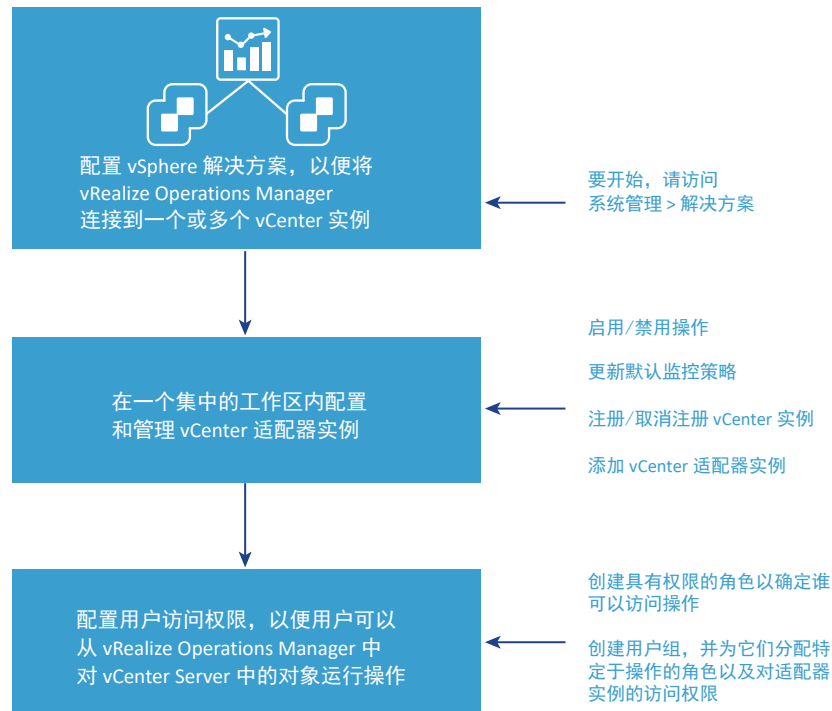 配置 vSphere 解决方案，以便将
vRealize Operations Manager
连接到一个或多个 vCenter 实例
要开始，请访问
系统管理 > 解决方案
在一个集中的工作区内配置
和管理 vCenter 适配器实例
启用/禁用操作
更新默认监控策略
注册/取消注册 vCenter 实例
添加 vCenter 适配器实例
配置用户访问权限，以便用户可以
从 vRealize Operations Manager 中
对 vCenter Server 中的对象运行操作
创建具有权限的角色以确定谁
可以访问操作
创建用户组，并为它们分配特
定于操作的角色以及对适配器
实例的访问权限